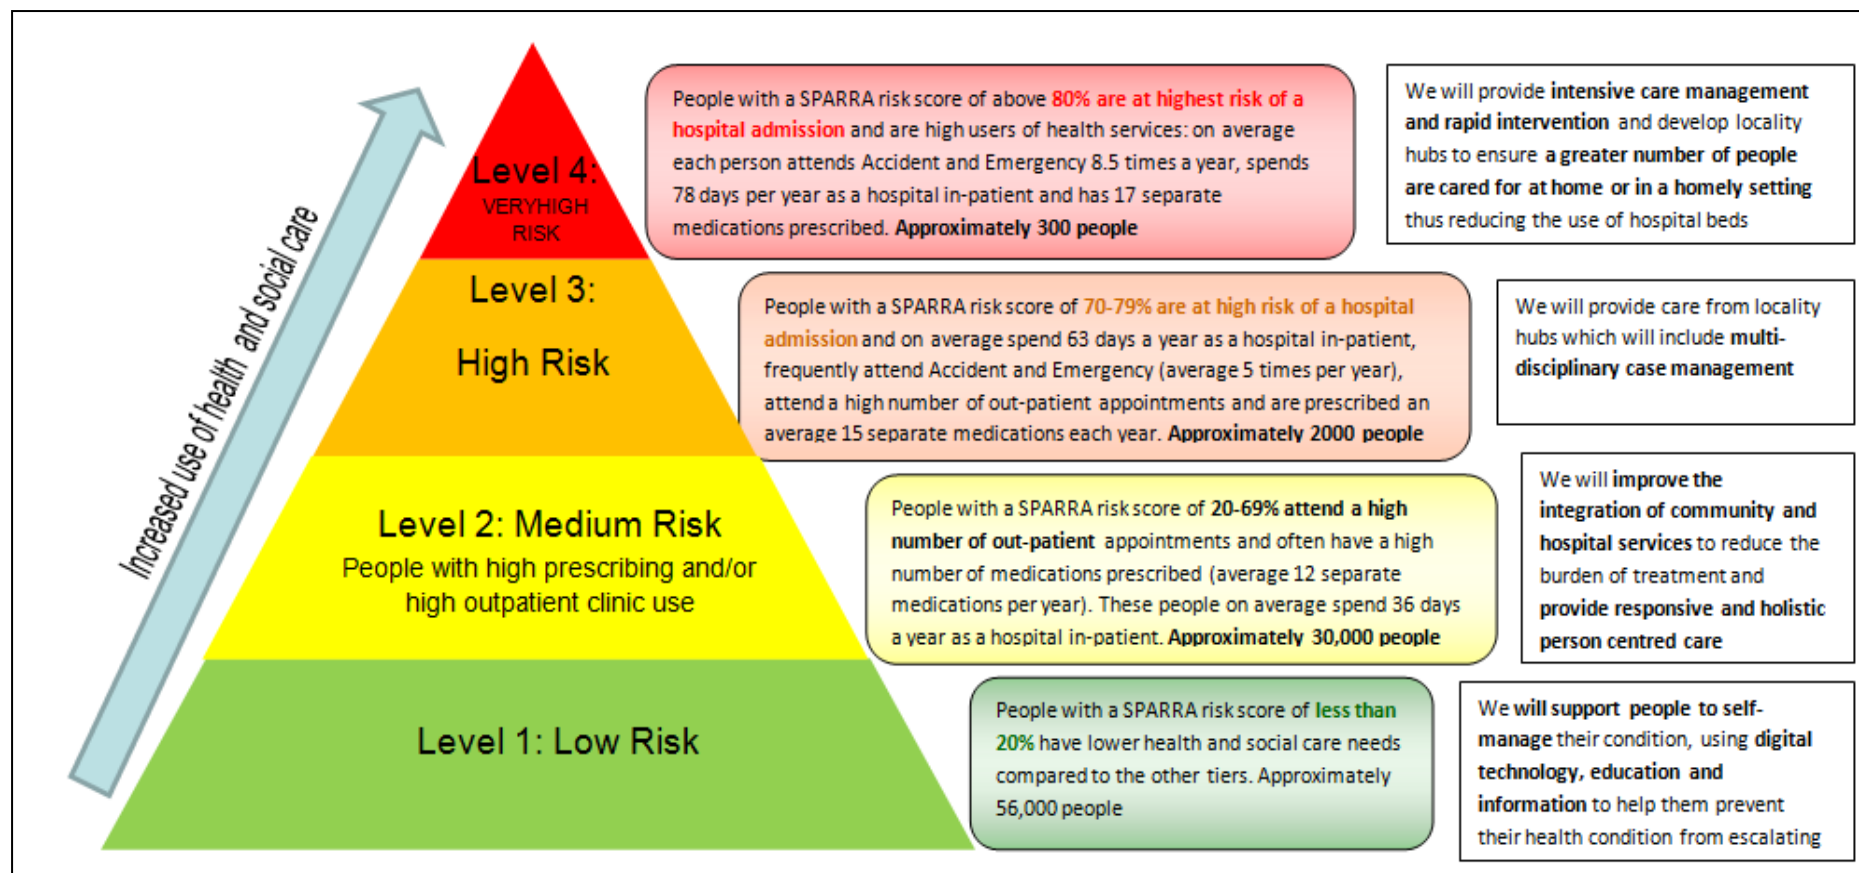 Increased use of health and social care
Level 4:
VERYHIGH
RISK
People with a SPARRA risk score of above 80% are at highest risk of a
hospital admission and are high users of health services: on average
each person attends Accident and Emergency 8.5 times a year, spends
78 days per year as a hospital in-patient and has 17 separate
medications prescribed. Approximately 300 people
We will provide intensive care management
and rapid intervention and develop locality
hubs to ensure a greater number of people
are cared for at home or in a homely setting
thus reducing the use of hospital beds
Level 3:
High Risk
People with a SPARRA risk score of 70-79% are at high risk of a hospital
admission and on average spend 63 days a year as a hospital in-patient,
frequently attend Accident and Emergency (average 5 times per year),
attend a high number of out-patient appointments and are prescribed an
average 15 separate medications each year. Approximately 2000 people
We will provide care from locality
hubs which will include multi-
disciplinary case management
Level 2: Medium Risk
People with high prescribing and/or
high outpatient clinic use
People with a SPARRA risk score of 20-69% attend a high
number of out-patient appointments and often have a high
number of medications prescribed (average 12 separate
medications per year). These people on average spend 36 days
a year as a hospital in-patient. Approximately 30,000 people
We will improve the
integration of community and
hospital services to reduce the
burden of treatment and
provide responsive and holistic
person centred care
Level 1: Low Risk
People with a SPARRA risk score of less than
20% have lower health and social care needs
compared to the other tiers. Approximately
56,000 people
We will support people to self-
manage their condition, using digital
technology, education and
information to help them prevent
their health condition from escalating